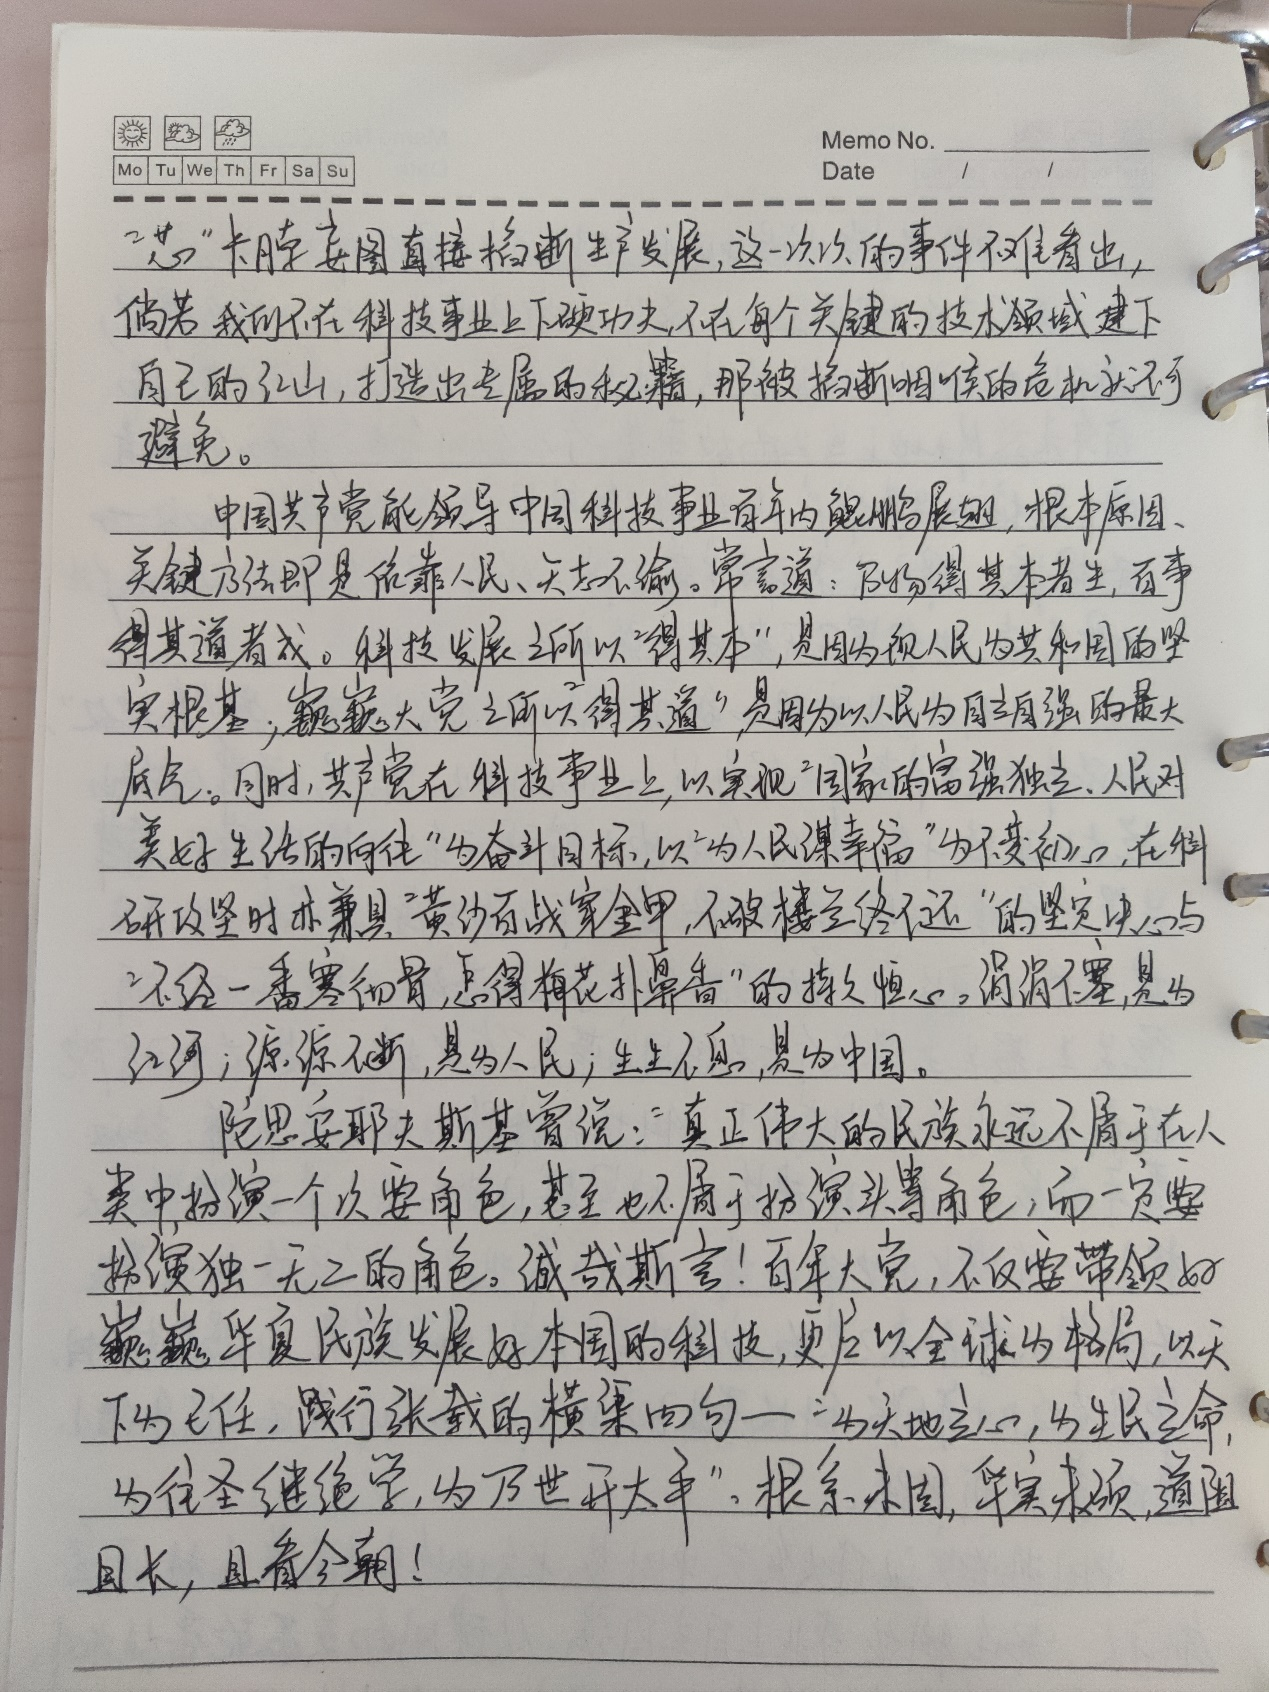 Memo No.
Mo Tu We Th Fr Sa Su
Date / /
“芯”卡脖妄图直接掐断生产发展，这一次次的事件不难看出，
倘若我们不在科技事业上下硬功夫，不在每个关键的技术领域建下
自己的江山，打造出专属的秘籍，那被掐断咽喉的危机永不可
避免。
中国共产党能领导中国科技事业百年内鲲鹏展翅，根本原因、
关键方法即是依靠人民、矢志不渝。常言道：万物得其本者生，百事
得其道者成。科技发展之所以“得其本”，是因为视人民为共和国的坚
实根基；巍巍大党之所以“得其道”，是因为以人民为自立自强的最大
底气。同时，共产党在科技事业上，以实现“国家的富强独立、人民对
美好生活的向往”为奋斗目标，以“为人民谋幸福”为不变初心，在科
研攻坚时亦兼具“黄沙百战穿金甲，不破楼兰终不还”的坚定决心与
“不经一番寒彻骨，怎得梅花扑鼻香”的持久恒心。涓涓不塞，是为
江河；源源不断，是为人民；生生不息，是为中国。
陀思妥耶夫斯基曾说：“真正伟大的民族永远不屑于在人
类中扮演一个次要角色，甚至也不屑于扮演头等角色，而一定要
扮演独一无二的角色。诚哉斯言！百年大党，不仅要带领好
巍巍华夏民族发展好本国的科技，更应以全球为格局，以天
下为己任，践行张载的横渠四句—“为天地立心，为生民立命，
为往圣继绝学，为万世开太平”。根系未固，华实未硕，道阻
且长，且看今朝！